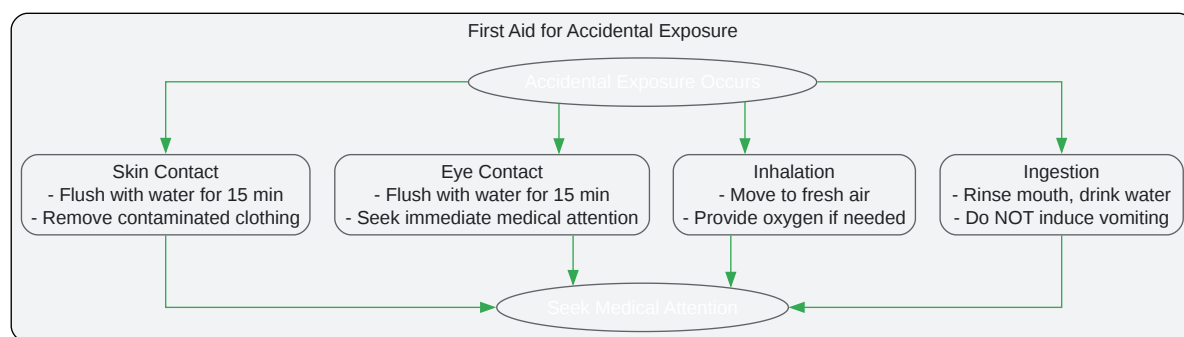 First Aid for Accidental Exposure
Accidental Exposure Occurs
Skin Contact
- Flush with water for 15 min
- Remove contaminated clothing
Eye Contact
- Flush with water for 15 min
- Seek immediate medical attention
Inhalation
- Move to fresh air
- Provide oxygen if needed
Ingestion
- Rinse mouth, drink water
- Do NOT induce vomiting
Seek Medical Attention